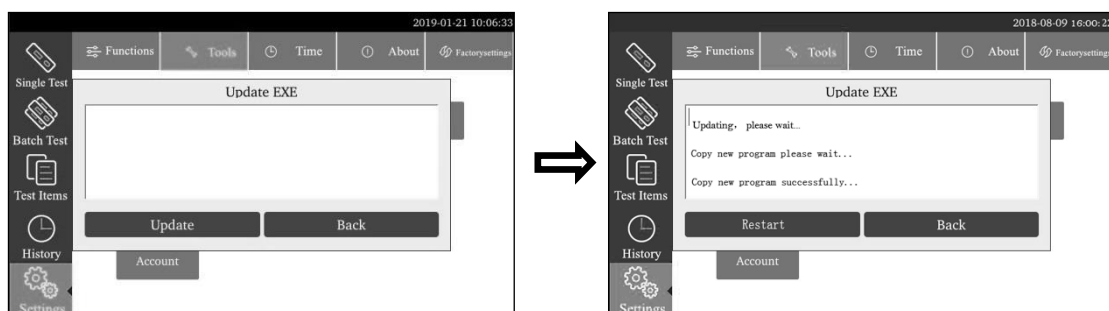 2019-01-21 10:06:33
Functions Tools Time About Factorysettings
Single Test
Update EXE
Batch Test
Test Items
Update Back
History
Account
Settings
2018-08-09 16:00:22
Functions Tools Time About Factorysettings
Single Test
Update EXE
Updating, please wait...
Batch Test
Copy new program please wait...
Copy new program successfully...
Test Items
Restart Back
History
Account
Settings